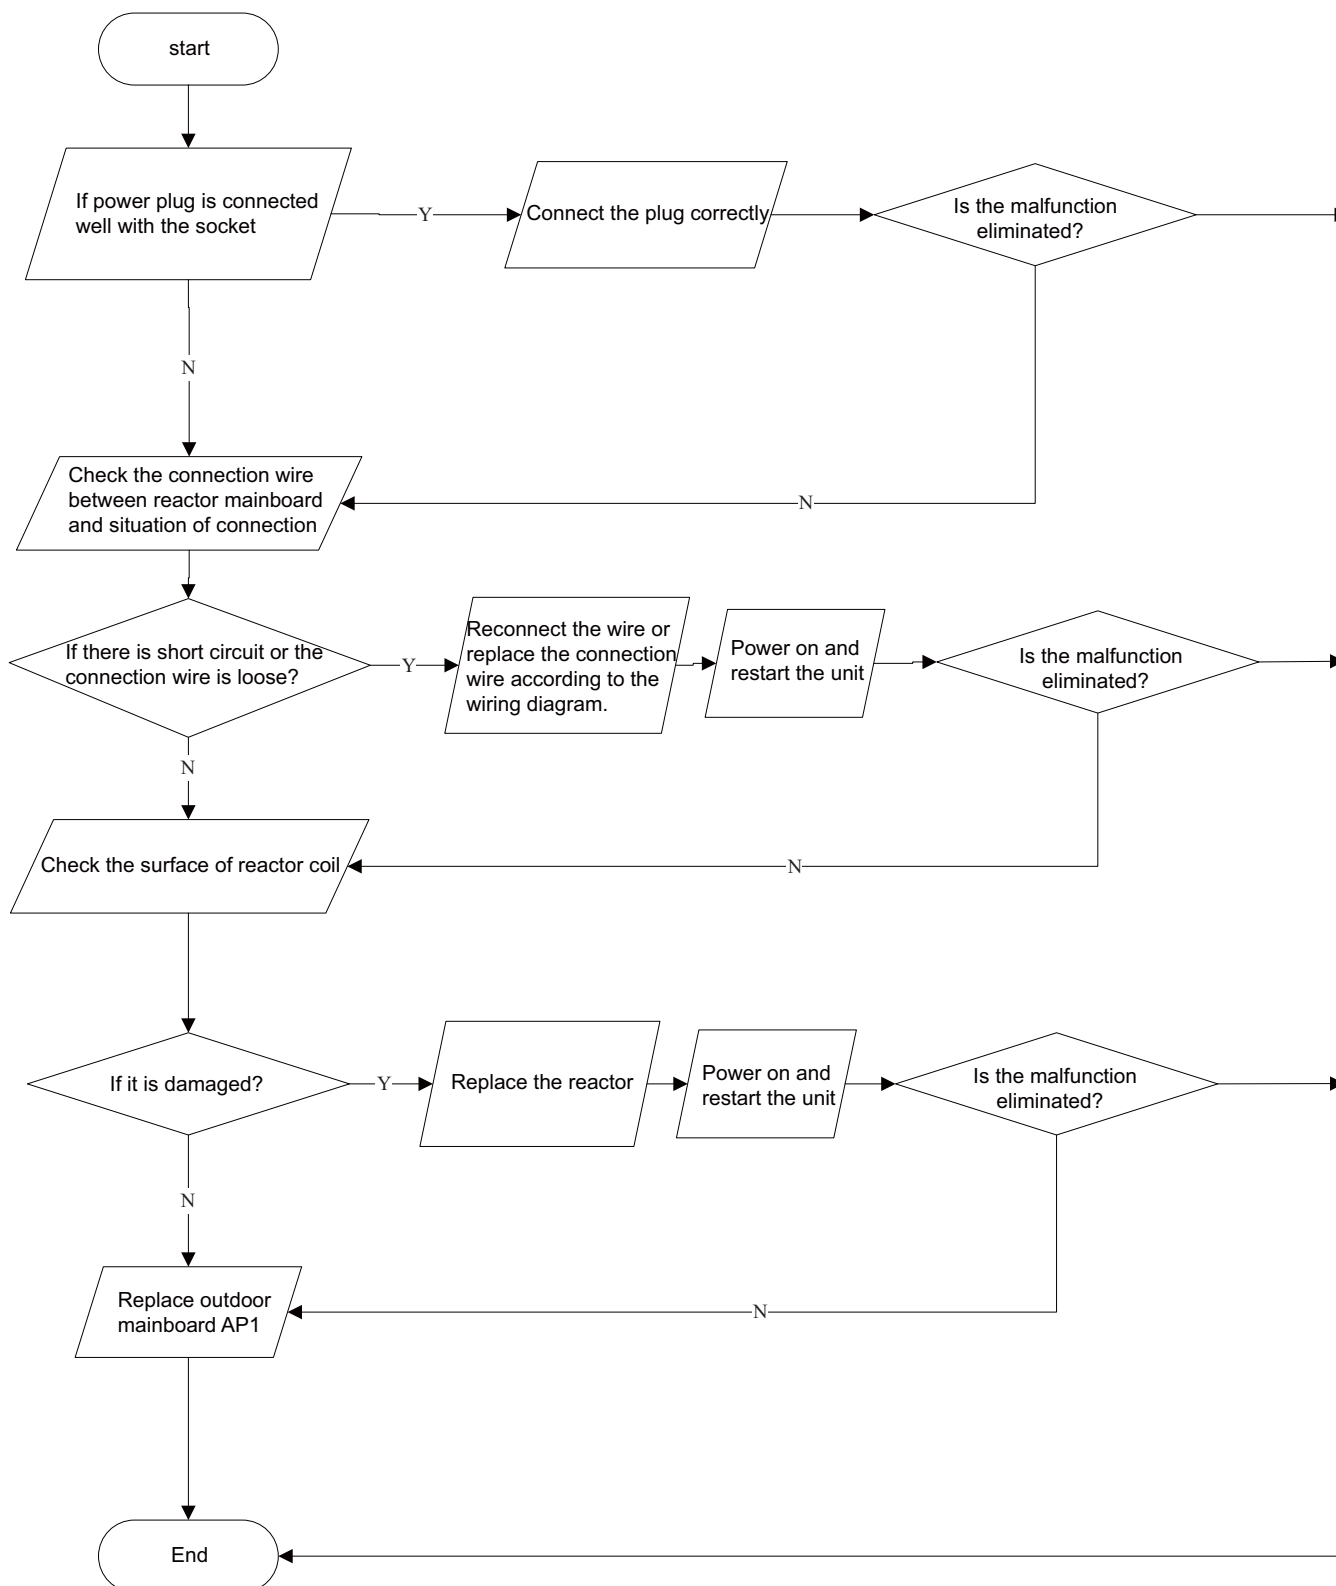 start
If power plug is connected
well with the socket
Y
Connect the plug correctly
Is the malfunction
eliminated?
N
Check the connection wire
between reactor mainboard
and situation of connection
N
If there is short circuit or the
connection wire is loose?
Y
Reconnect the wire or
replace the connection
wire according to the
wiring diagram.
Power on and
restart the unit
Is the malfunction
eliminated?
N
Check the surface of reactor coil
N
If it is damaged?
Y
Replace the reactor
Power on and
restart the unit
Is the malfunction
eliminated?
N
Replace outdoor
mainboard AP1
N
End